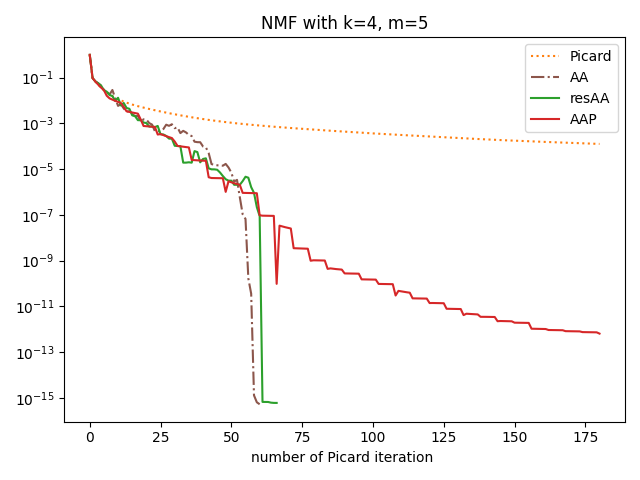 NMF with k=4, m=5
Picard
AA
resAA
AAP
10⁻¹
10⁻³
10⁻⁵
10⁻⁷
10⁻⁹
10⁻¹¹
10⁻¹³
10⁻¹⁵
0 25 50 75 100 125 150 175
number of Picard iteration